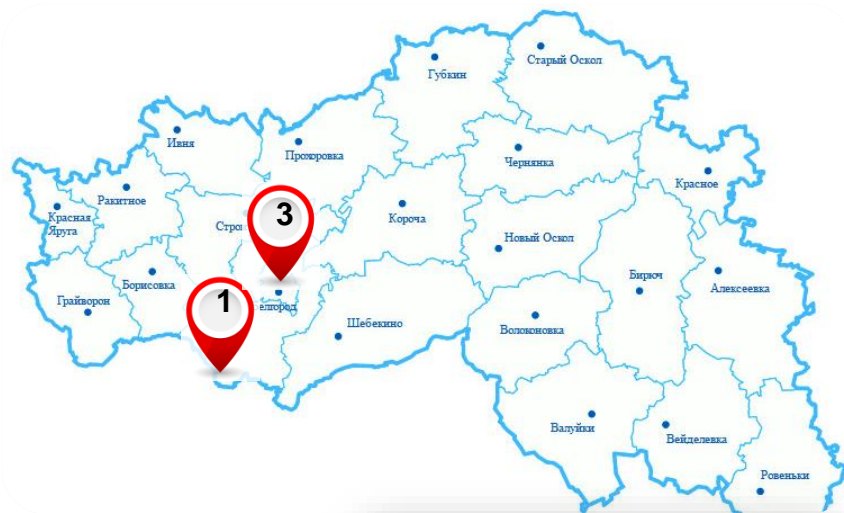 Старый Оскол
Губкин
Ивня
Прохоровка
Чернянка
Красное
Ракитное
Красная
Яруга
Короча
Стро
3
Новый Оскол
Бирюч
Алексеевка
Борисовка
Грайворон
1
елгород
Шебекино
Волоконовка
Валуйки
Вейделевка
Ровеньки